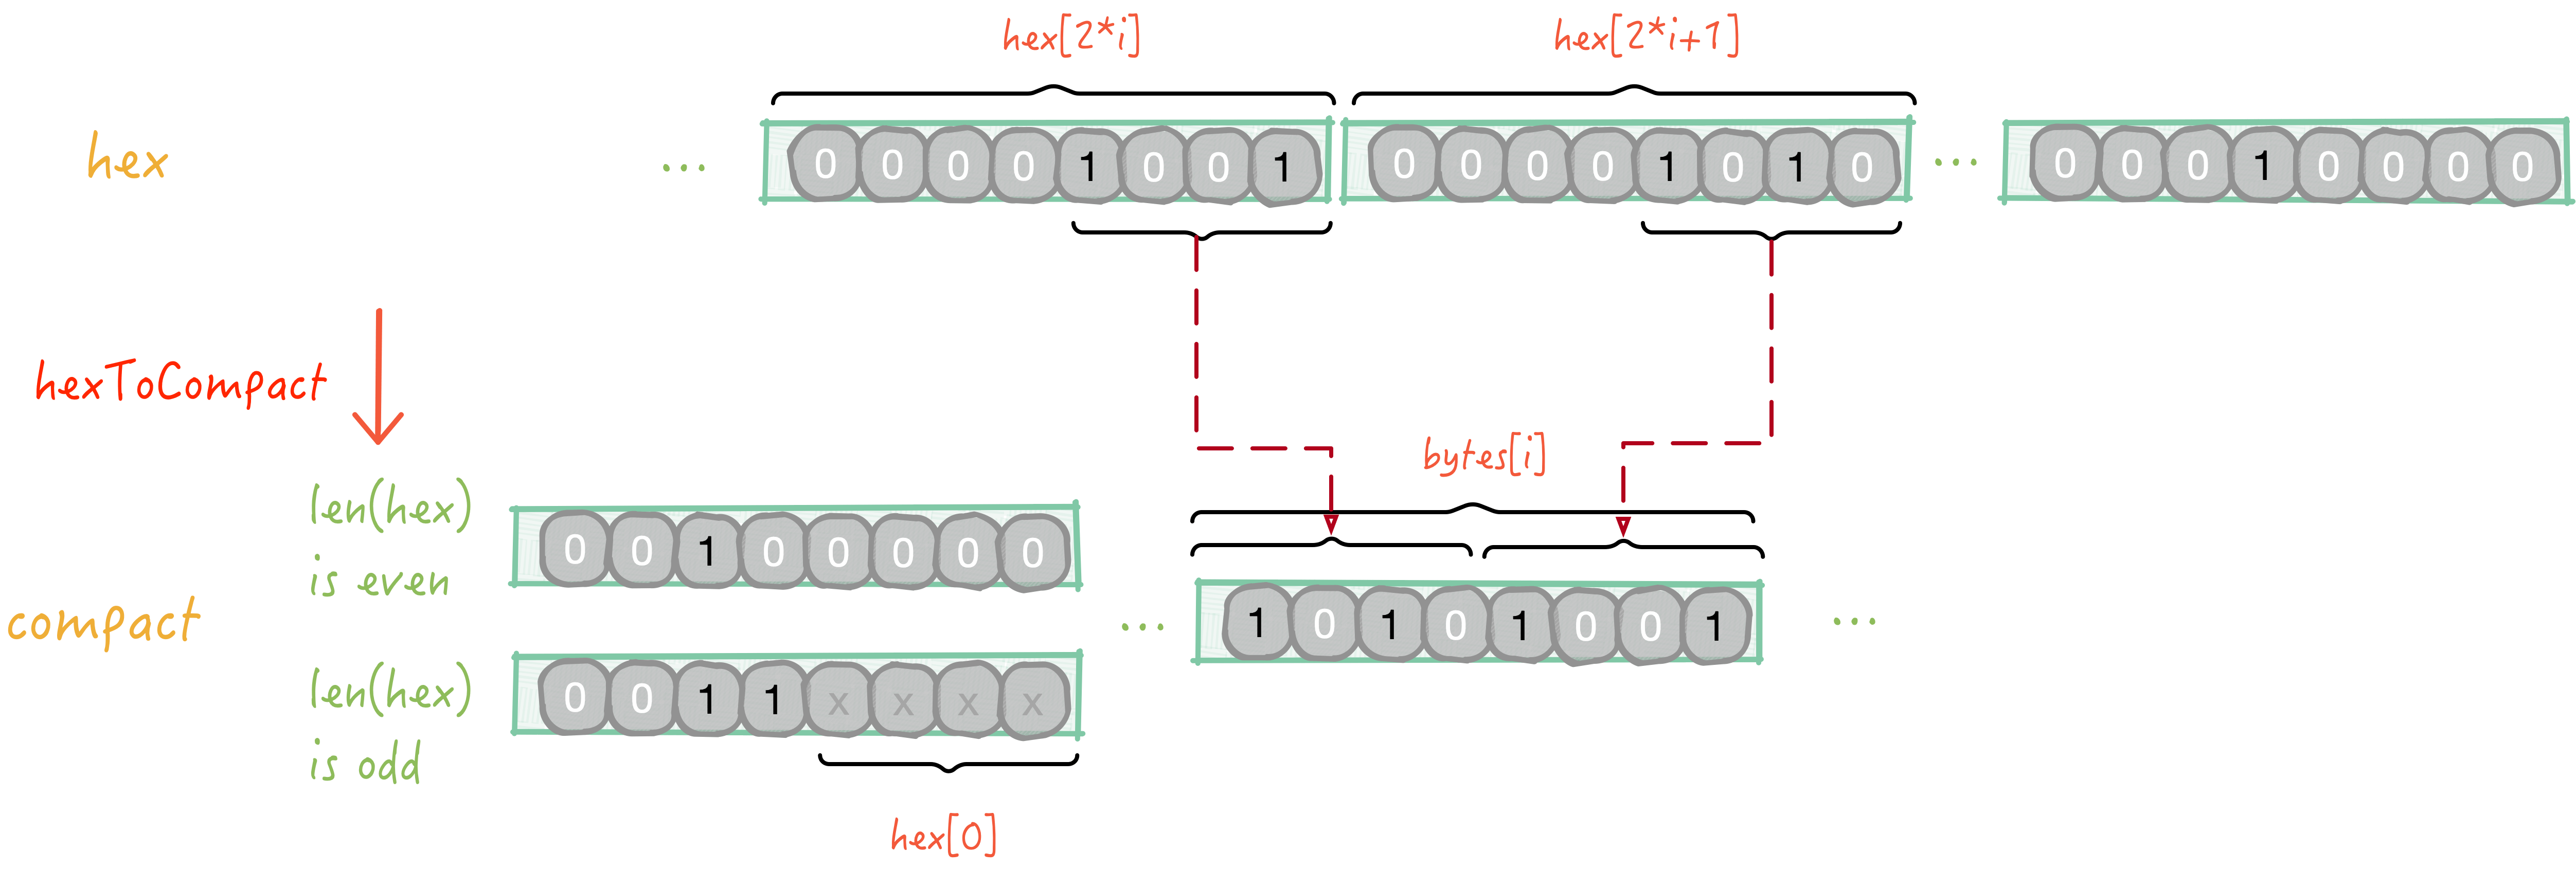 hex[2*i] hex[2*i+1]
hex ... 0 0 0 0 1 0 0 1 0 0 0 0 1 0 1 0 ... 0 0 0 1 0 0 0 0
hexToCompact
bytes[i]
len(hex)
is even
0 0 1 0 0 0 0 0
compact
... 1 0 1 0 1 0 0 1 ...
len(hex)
is odd
0 0 1 1 x x x x
hex[0]